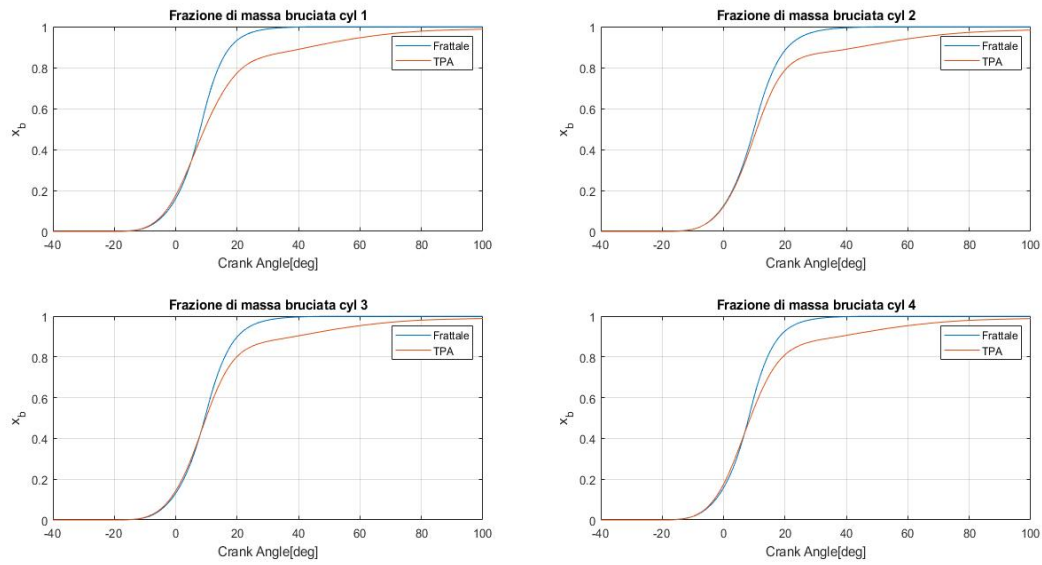 Frazione di massa bruciata cyl 1
1
0.8
0.6
0.4
0.2
0
x_b
-40 -20 0 20 40 60 80 100
Crank Angle[deg]
Frattale
TPA
Frazione di massa bruciata cyl 2
1
0.8
0.6
0.4
0.2
0
x_b
-40 -20 0 20 40 60 80 100
Crank Angle[deg]
Frattale
TPA
Frazione di massa bruciata cyl 3
1
0.8
0.6
0.4
0.2
0
x_b
-40 -20 0 20 40 60 80 100
Crank Angle[deg]
Frattale
TPA
Frazione di massa bruciata cyl 4
1
0.8
0.6
0.4
0.2
0
x_b
-40 -20 0 20 40 60 80 100
Crank Angle[deg]
Frattale
TPA